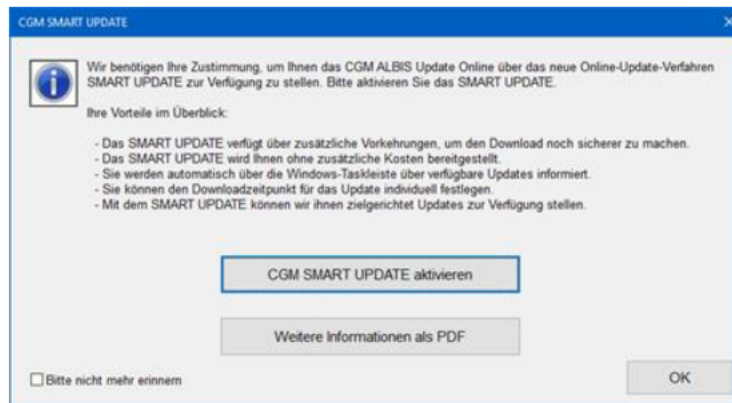 CGM SMART UPDATE
Wir benötigen Ihre Zustimmung, um Ihnen das CGM ALBIS Update Online über das neue Online-Update-Verfahren
SMART UPDATE zur Verfügung zu stellen. Bitte aktivieren Sie das SMART UPDATE.
Ihre Vorteile im Überblick:
- Das SMART UPDATE verfügt über zusätzliche Vorkehrungen, um den Download noch sicherer zu machen.
- Das SMART UPDATE wird Ihnen ohne zusätzliche Kosten bereitgestellt.
- Sie werden automatisch über die Windows-Taskleiste über verfügbare Updates informiert.
- Sie können den Downloadzeitpunkt für das Update individuell festlegen.
- Mit dem SMART UPDATE können wir ihnen zielgerichtet Updates zur Verfügung stellen.
CGM SMART UPDATE aktivieren
Weitere Informationen als PDF
Bitte nicht mehr erinnern
OK